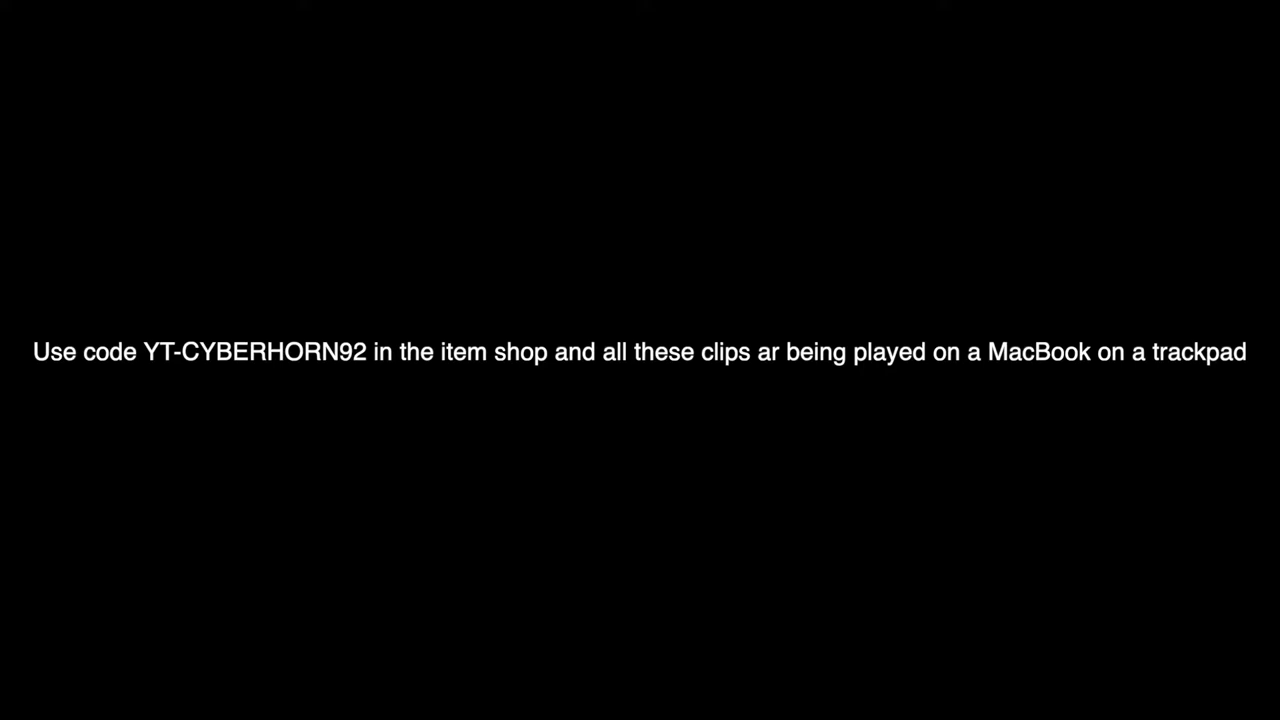 Use code YT-CYBERHORN92 in the item shop and all these clips ar being played on a MacBook on a trackpad